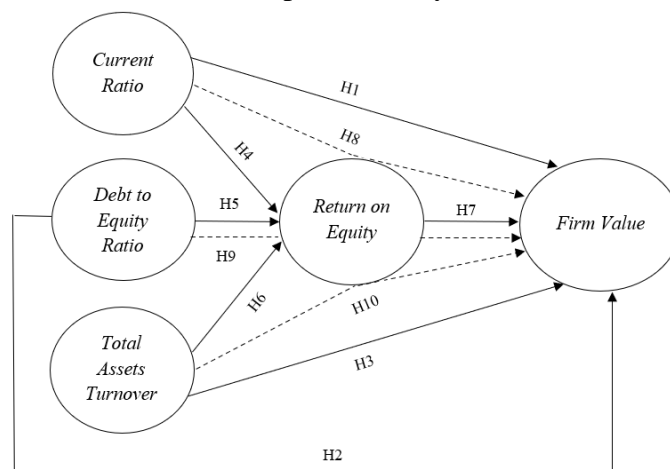 Current
Ratio
H1
H8
H4
Debt to
Equity
Ratio
H5
H9
Return on
Equity
H7
Firm Value
H6
H10
Total
Assets
Turnover
H3
H2